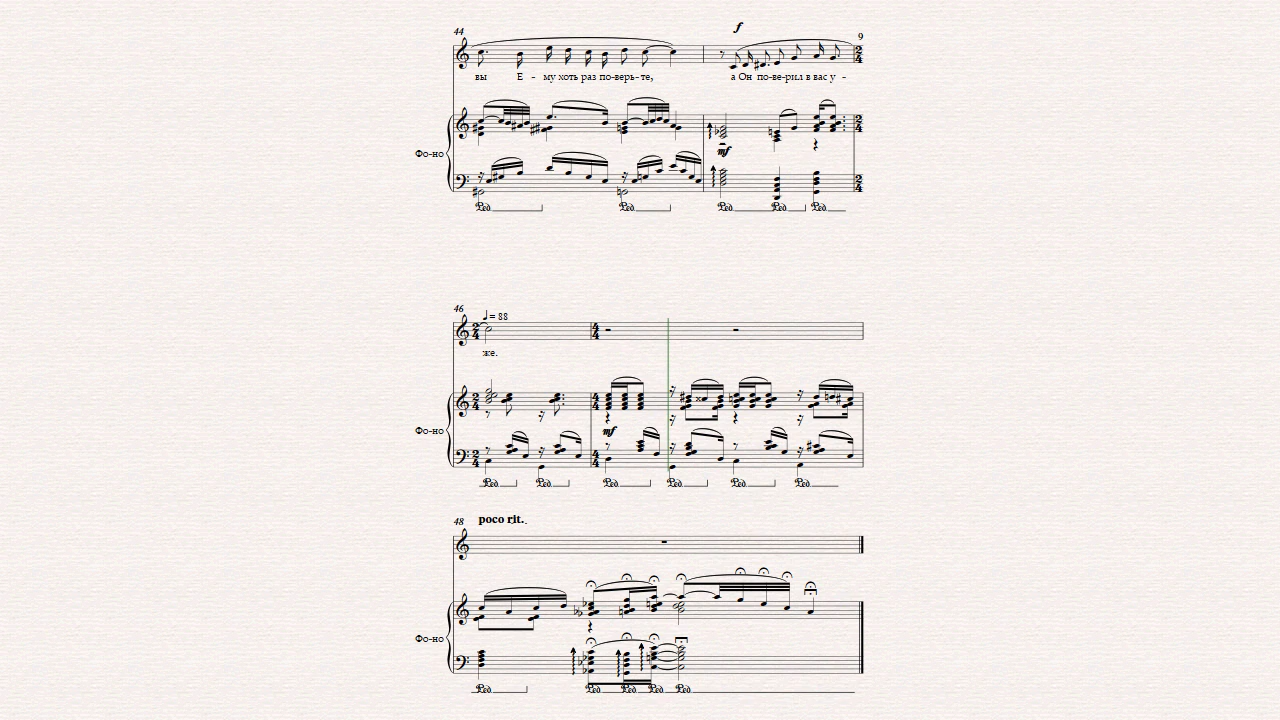 44
f
9
вы Е - му хоть раз по-верь-те, а Он по-ве-рил в вас у -
Фо-но
mf
Ped Ped Ped Ped Ped
46
♩ = 88
же.
Фо-но
mf
Ped Ped Ped Ped Ped Ped
48 poco rit.
Фо-но
Ped Ped Ped Ped Ped